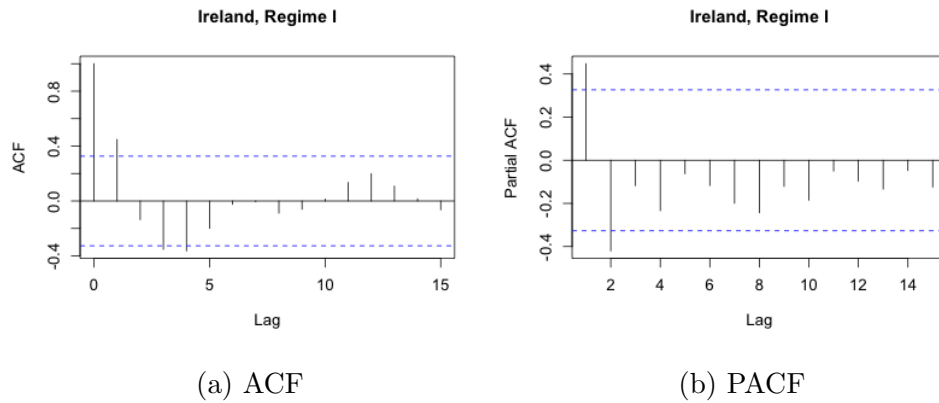 Ireland, Regime I
ACF
0.8
0.4
0.0
-0.4
0 5 10 15
Lag
(a) ACF
Ireland, Regime I
Partial ACF
0.4
0.2
0.0
-0.2
-0.4
2 4 6 8 10 12 14
Lag
(b) PACF